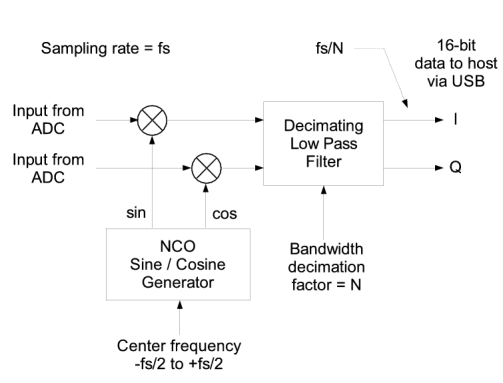 Sampling rate = fs
fs/N
16-bit
data to host
via USB
Input from
ADC
I
Decimating
Low Pass
Filter
Input from
ADC
Q
sin
cos
NCO
Sine / Cosine
Generator
Bandwidth
decimation
factor = N
Center frequency
-fs/2 to +fs/2